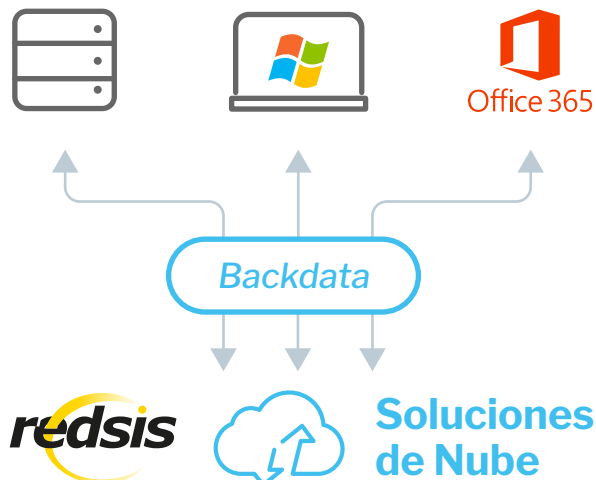 Office 365
Backdata
redsis
Soluciones
de Nube